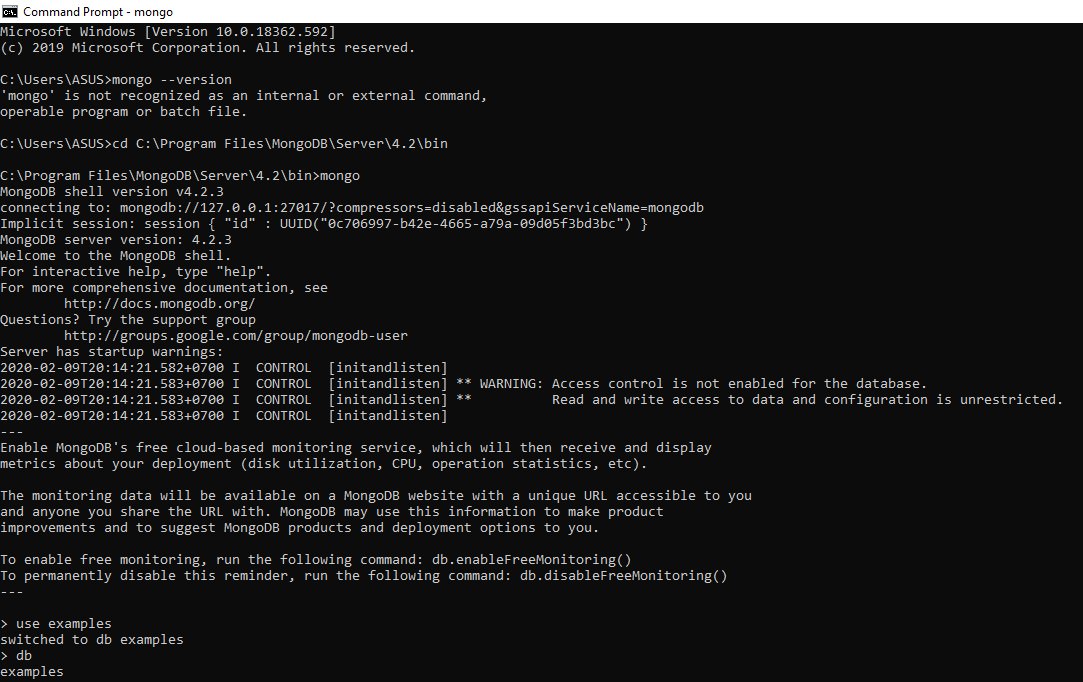 Command Prompt - mongo
Microsoft Windows [Version 10.0.18362.592]
(c) 2019 Microsoft Corporation. All rights reserved.
C:\Users\ASUS>mongo --version
'mongo' is not recognized as an internal or external command,
operable program or batch file.
C:\Users\ASUS>cd C:\Program Files\MongoDB\Server\4.2\bin
C:\Program Files\MongoDB\Server\4.2\bin>mongo
MongoDB shell version v4.2.3
connecting to: mongodb://127.0.0.1:27017/?compressors=disabled&gssapiServiceName=mongodb
Implicit session: session { "id" : UUID("0c706997-b42e-4665-a79a-09d05f3bd3bc") }
MongoDB server version: 4.2.3
Welcome to the MongoDB shell.
For interactive help, type "help".
For more comprehensive documentation, see
        http://docs.mongodb.org/
Questions? Try the support group
        http://groups.google.com/group/mongodb-user
Server has startup warnings:
2020-02-09T20:14:21.582+0700 I  CONTROL  [initandlisten]
2020-02-09T20:14:21.583+0700 I  CONTROL  [initandlisten] ** WARNING: Access control is not enabled for the database.
2020-02-09T20:14:21.583+0700 I  CONTROL  [initandlisten] **          Read and write access to data and configuration is unrestricted.
2020-02-09T20:14:21.583+0700 I  CONTROL  [initandlisten]
---
Enable MongoDB's free cloud-based monitoring service, which will then receive and display
metrics about your deployment (disk utilization, CPU, operation statistics, etc).
The monitoring data will be available on a MongoDB website with a unique URL accessible to you
and anyone you share the URL with. MongoDB may use this information to make product
improvements and to suggest MongoDB products and deployment options to you.
To enable free monitoring, run the following command: db.enableFreeMonitoring()
To permanently disable this reminder, run the following command: db.disableFreeMonitoring()
---
> use examples
switched to db examples
> db
examples